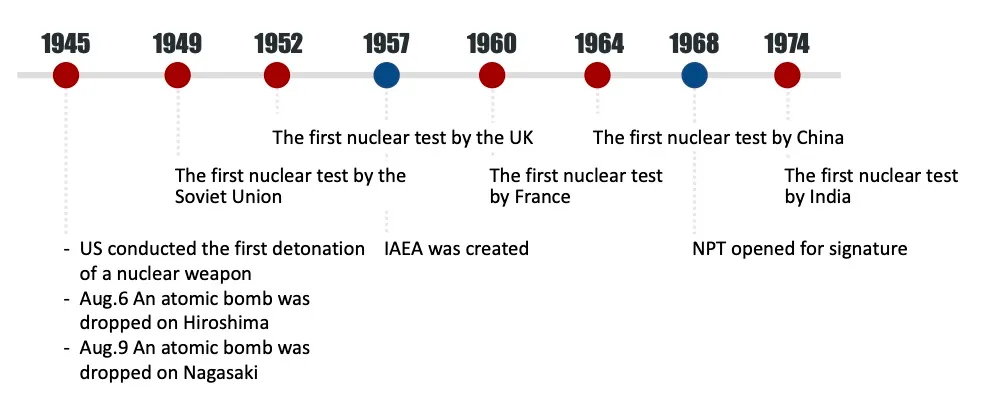 1945 1949 1952 1957 1960 1964 1968 1974
The first nuclear test by the UK
The first nuclear test by China
The first nuclear test by the
Soviet Union
The first nuclear test
by France
The first nuclear test
by India
- US conducted the first detonation
of a nuclear weapon
- Aug.6 An atomic bomb was
dropped on Hiroshima
- Aug.9 An atomic bomb was
dropped on Nagasaki
IAEA was created
NPT opened for signature